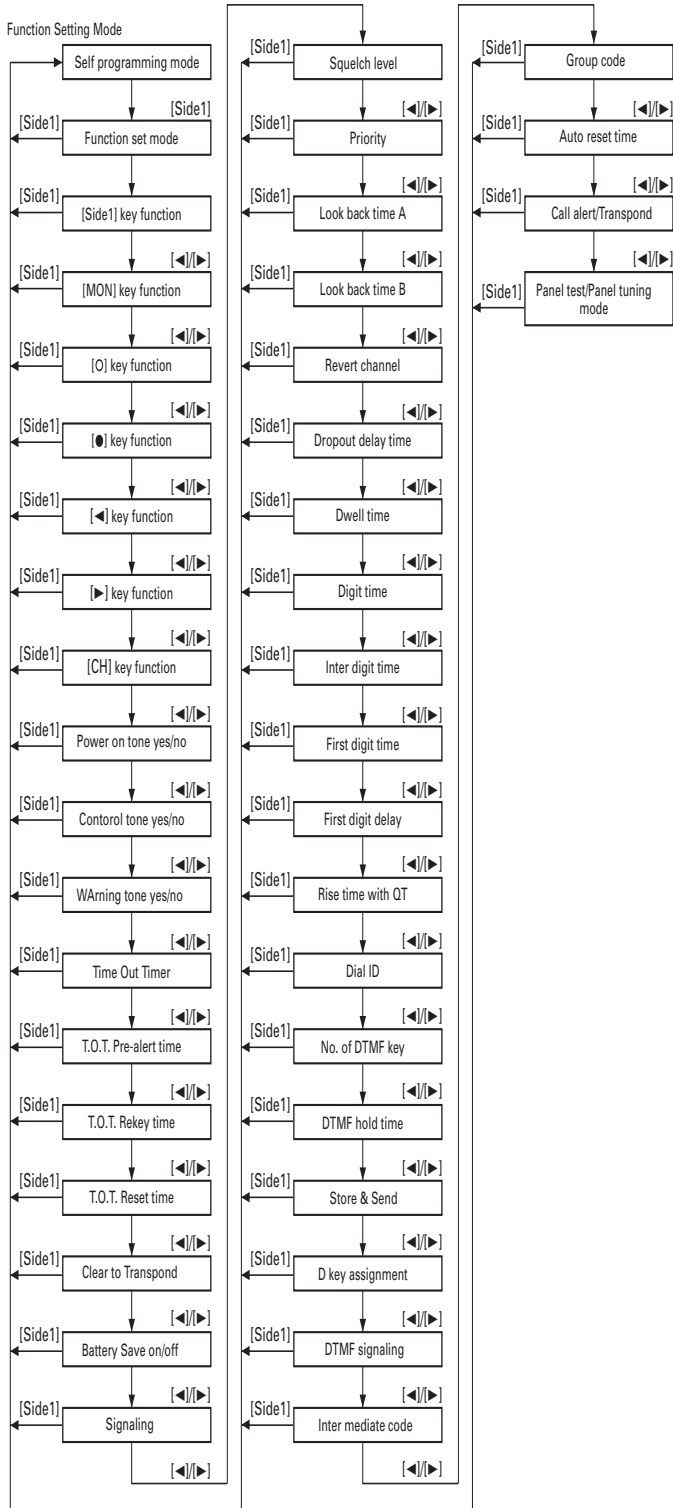 Function Setting Mode
Self programming mode
[Side1]
[Side1]
Function set mode
[Side1]
[Side1] key function
[◀]/[▶]
[Side1]
[MON] key function
[◀]/[▶]
[Side1]
[O] key function
[◀]/[▶]
[Side1]
[●] key function
[◀]/[▶]
[Side1]
[◀] key function
[◀]/[▶]
[Side1]
[▶] key function
[◀]/[▶]
[Side1]
[CH] key function
[◀]/[▶]
[Side1]
Power on tone yes/no
[◀]/[▶]
[Side1]
Contorol tone yes/no
[◀]/[▶]
[Side1]
WArning tone yes/no
[◀]/[▶]
[Side1]
Time Out Timer
[◀]/[▶]
[Side1]
T.O.T. Pre-alert time
[◀]/[▶]
[Side1]
T.O.T. Rekey time
[◀]/[▶]
[Side1]
T.O.T. Reset time
[◀]/[▶]
[Side1]
Clear to Transpond
[◀]/[▶]
[Side1]
Battery Save on/off
[◀]/[▶]
[Side1]
Signaling
[◀]/[▶]
[Side1]
Squelch level
[◀]/[▶]
[Side1]
Priority
[◀]/[▶]
[Side1]
Look back time A
[◀]/[▶]
[Side1]
Look back time B
[◀]/[▶]
[Side1]
Revert channel
[◀]/[▶]
[Side1]
Dropout delay time
[◀]/[▶]
[Side1]
Dwell time
[◀]/[▶]
[Side1]
Digit time
[◀]/[▶]
[Side1]
Inter digit time
[◀]/[▶]
[Side1]
First digit time
[◀]/[▶]
[Side1]
First digit delay
[◀]/[▶]
[Side1]
Rise time with QT
[◀]/[▶]
[Side1]
Dial ID
[◀]/[▶]
[Side1]
No. of DTMF key
[◀]/[▶]
[Side1]
DTMF hold time
[◀]/[▶]
[Side1]
Store & Send
[◀]/[▶]
[Side1]
D key assignment
[◀]/[▶]
[Side1]
DTMF signaling
[◀]/[▶]
[Side1]
Inter mediate code
[◀]/[▶]
[Side1]
Group code
[◀]/[▶]
[Side1]
Auto reset time
[◀]/[▶]
[Side1]
Call alert/Transpond
[◀]/[▶]
[Side1]
Panel test/Panel tuning
mode